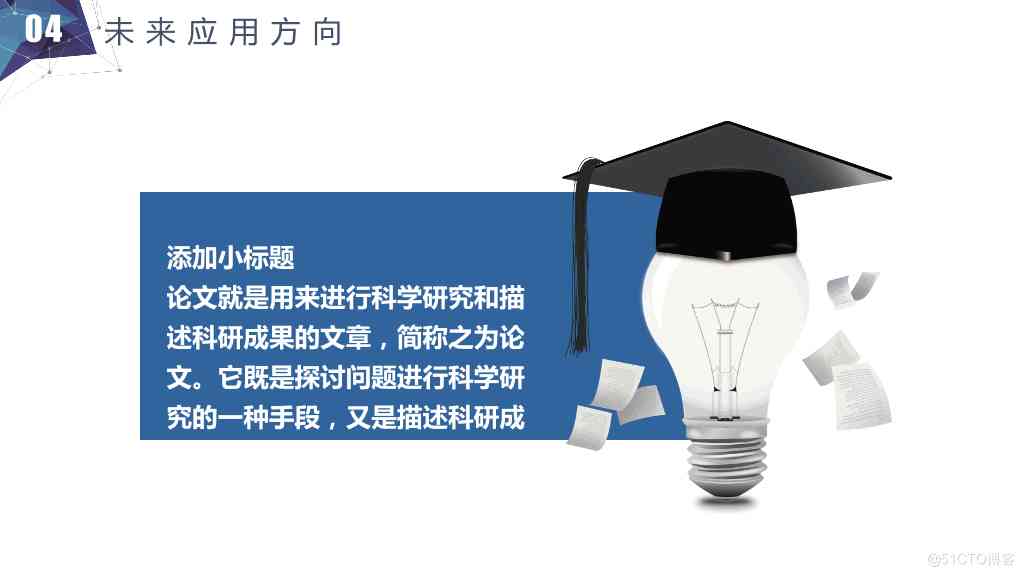 04
未来应用方向
添加小标题
论文就是用来进行科学研究和描
述科研成果的文章，简称之为论
文。它既是探讨问题进行科学研
究的一种手段，又是描述科研成
@51CTO博客